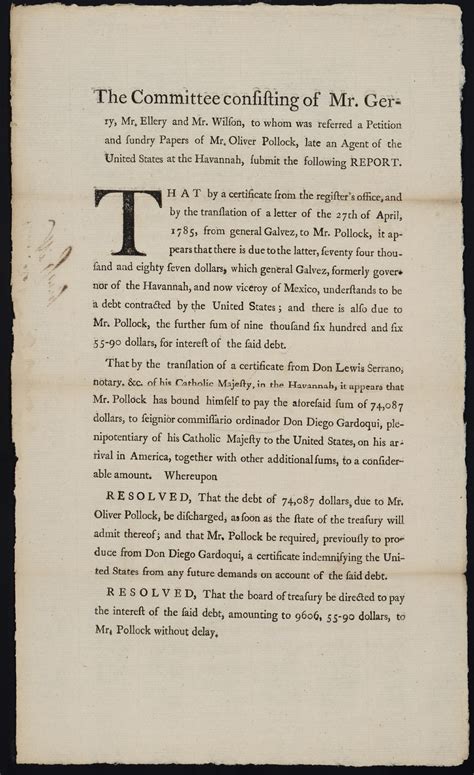 The Committee conſiſting of Mr. Ger-
ry, Mr. Ellery and Mr. Wilſon, to whom was referred a Petition
and ſundry Papers of Mr. Oliver Pollock, late an Agent of the
United States at the Havannah, ſubmit the following REPORT.
THAT by a certificate from the regiſter's office, and
by the tranſlation of a letter of the 27th of April,
1785, from general Galvez, to Mr. Pollock, it ap-
pears that there is due to the latter, ſeventy four thou-
ſand and eighty ſeven dollars, which general Galvez, formerly gover-
nor of the Havannah, and now viceroy of Mexico, underſtands to be
a debt contracted by the United States; and there is alſo due to
Mr. Pollock, the further ſum of nine thouſand ſix hundred and ſix
55-90 dollars, for intereſt of the ſaid debt.
That by the tranſlation of a certificate from Don Lewis Serrano,
notary, &c. of his Catholic Majeſty, in the Havannah, it appears that
Mr. Pollock has bound himſelf to pay the aforeſaid ſum of 74,087
dollars, to ſeignior commiſſario ordinador Don Diego Gardoqui, ple-
nipotentiary of his Catholic Majeſty to the United States, on his ar-
rival in America, together with other additional ſums, to a conſider-
able amount. Whereupon
RESOLVED, That the debt of 74,087 dollars, due to Mr.
Oliver Pollock, be diſcharged, as ſoon as the ſtate of the treaſury will
admit thereof; and that Mr. Pollock be required, previouſly to pro-
duce from Don Diego Gardoqui, a certificate indemniſying the Uni-
ted States from any future demands on account of the ſaid debt.
RESOLVED, That the board of treaſury be directed to pay
the intereſt of the ſaid debt, amounting to 9606, 55-90 dollars, to
Mr. Pollock without delay.